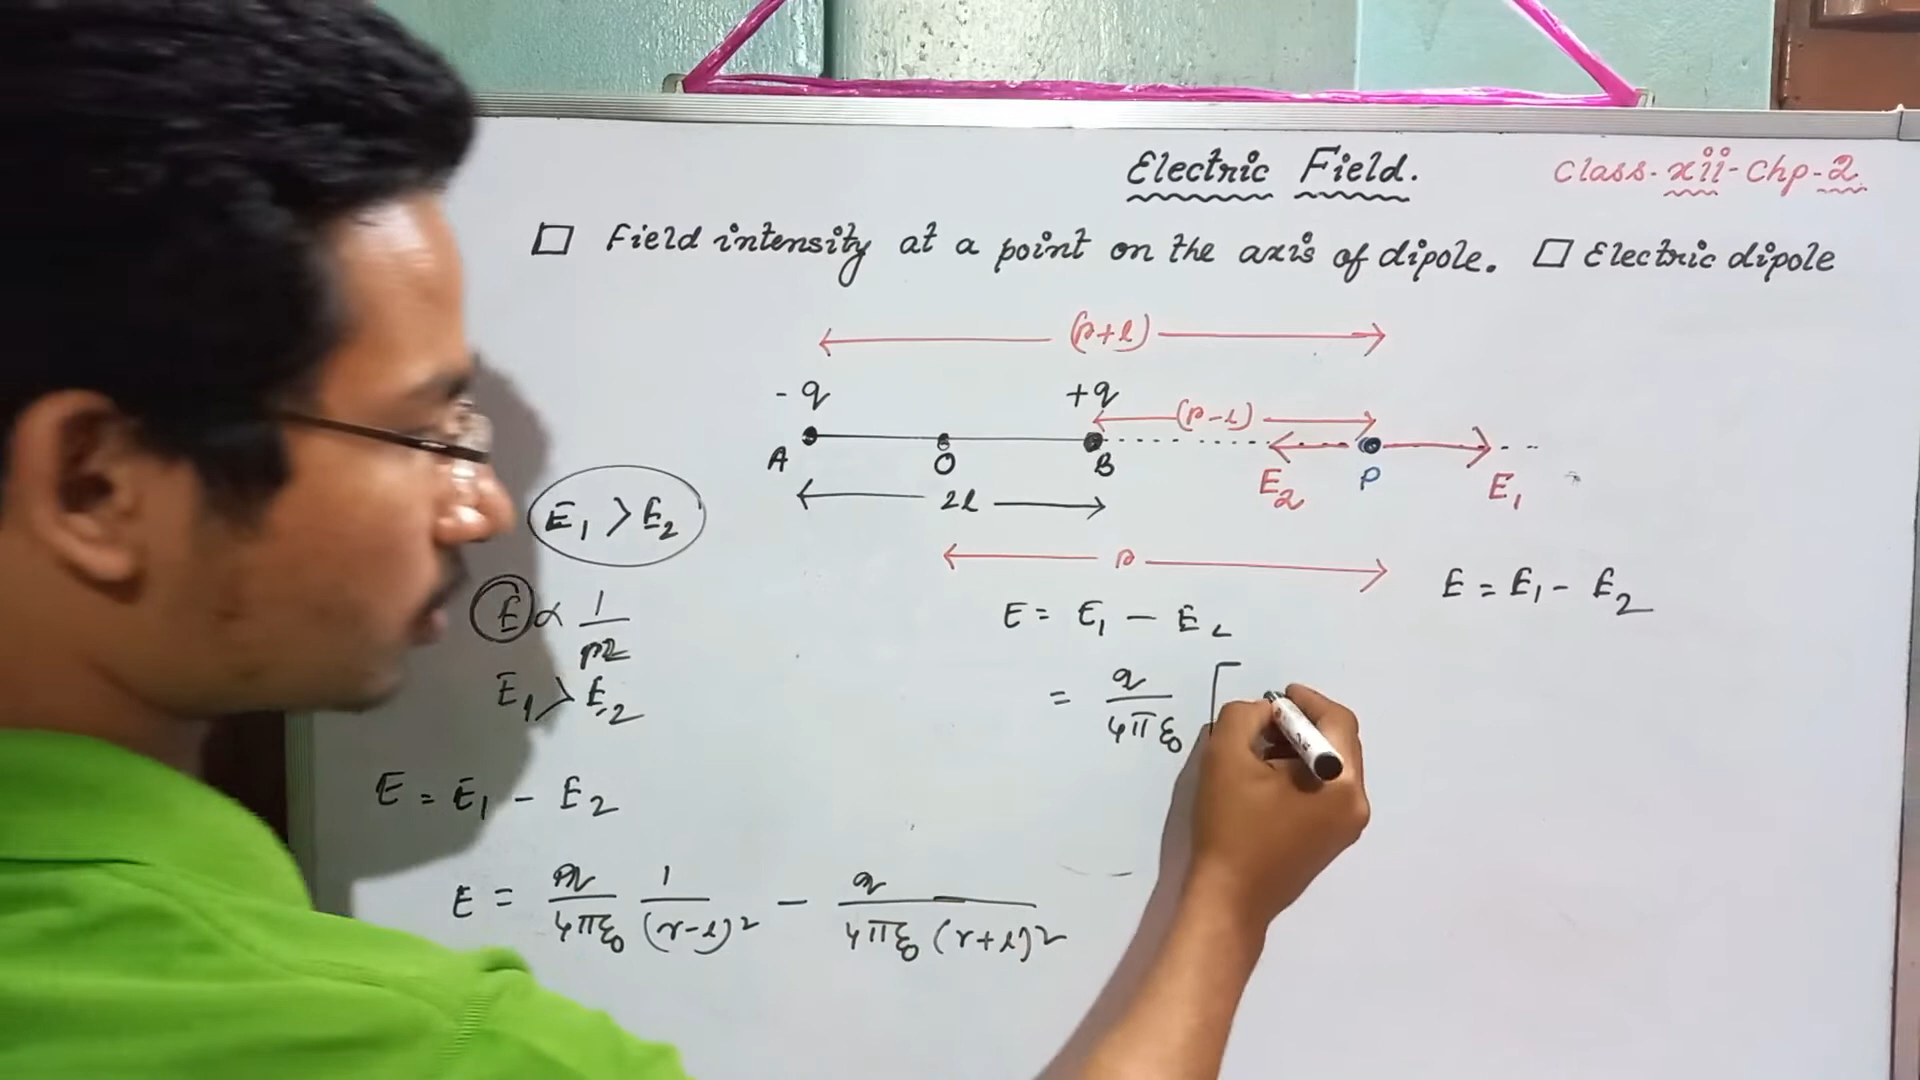 Electric Field.
Class-xii-Chp-2
□ Field intensity at a point on the axis of dipole. □ Electric dipole
(r+l)
-q
+q
(r-l)
A
O
B
E₂
P
E₁
2l
r
E₁ > E₂
E ∝ 1/r2
E₁ > E₂
E = E₁ - E₂
E = E₁ - E₂
= q/4πε₀ [
E = E₁ - E₂
E = q/4πε₀ 1/(r-l)² - q/4πε₀(r+l)²